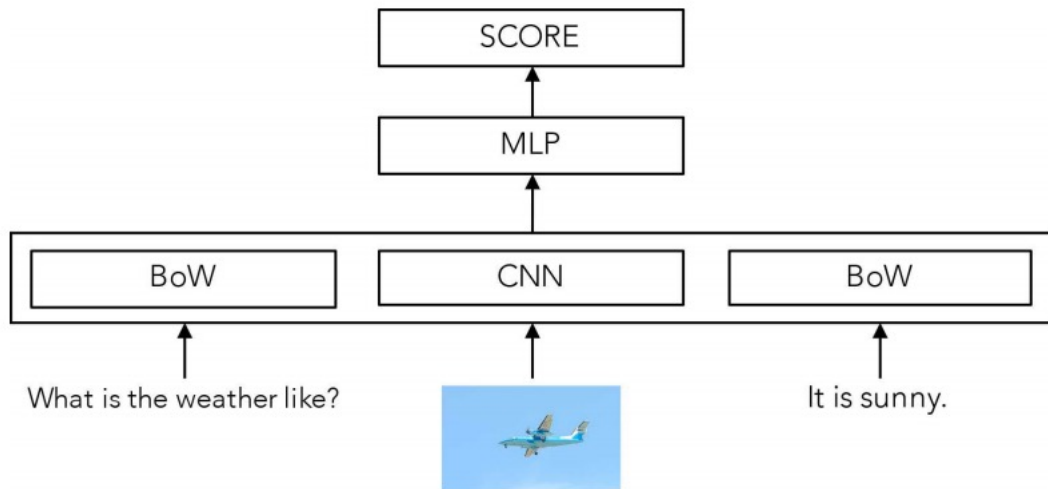 SCORE
MLP
BoW
CNN
BoW
What is the weather like?
It is sunny.